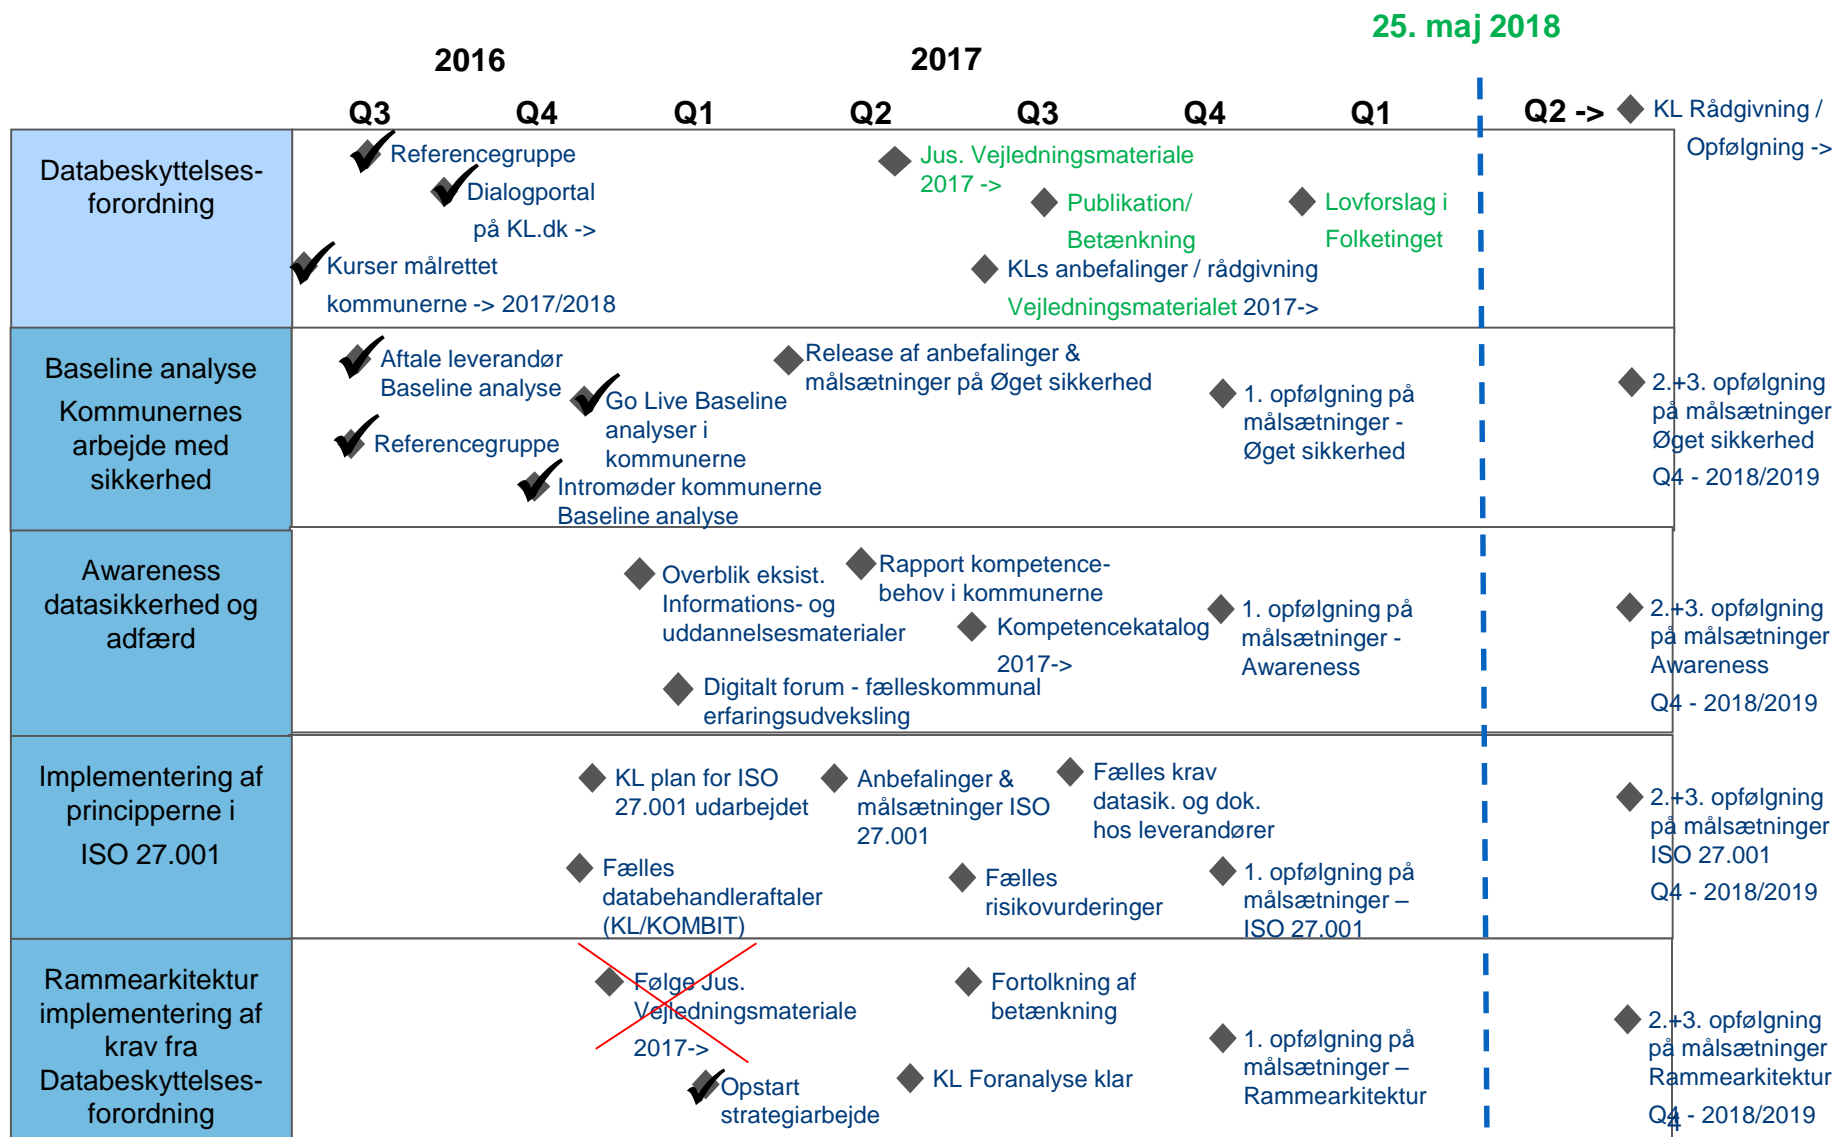 25. maj 2018
2016
2017
Q3
Q4
Q1
Q2
Q3
Q4
Q1
Q2 ->
KL Rådgivning /
Opfølgning ->
Databeskyttelses-
forordning
Referencegruppe
Dialogportal
på KL.dk ->
Kurser målrettet
kommunerne -> 2017/2018
Jus. Vejledningsmateriale
2017 ->
Publikation/
Betænkning
Lovforslag i
Folketinget
KLs anbefalinger / rådgivning
Vejledningsmaterialet 2017->
Baseline analyse
Kommunernes
arbejde med
sikkerhed
Aftale leverandør
Baseline analyse
Referencegruppe
Go Live Baseline
analyser i
kommunerne
Intromøder kommunerne
Baseline analyse
Release af anbefalinger &
målsætninger på Øget sikkerhed
1. opfølgning på
målsætninger -
Øget sikkerhed
2.+3. opfølgning
på målsætninger
Øget sikkerhed
Q4 - 2018/2019
Awareness
datasikkerhed og
adfærd
Overblik eksist.
Informations- og
uddannelsesmaterialer
Rapport kompetence-
behov i kommunerne
Kompetencekatalog
2017->
Digitalt forum - fælleskommunal
erfaringsudveksling
1. opfølgning på
målsætninger -
Awareness
2.+3. opfølgning
på målsætninger
Awareness
Q4 - 2018/2019
Implementering af
principperne i
ISO 27.001
KL plan for ISO
27.001 udarbejdet
Anbefalinger &
målsætninger ISO
27.001
Fælles krav
datasik. og dok.
hos leverandører
Fælles
databehandleraftaler
(KL/KOMBIT)
Fælles
risikovurderinger
1. opfølgning på
målsætninger –
ISO 27.001
2.+3. opfølgning
på målsætninger
ISO 27.001
Q4 - 2018/2019
Rammearkitektur
implementering af
krav fra
Databeskyttelses-
forordning
Følge Jus.
Vejledningsmateriale
2017->
Opstart
strategiarbejde
Fortolkning af
betænkning
KL Foranalyse klar
1. opfølgning på
målsætninger –
Rammearkitektur
2.+3. opfølgning
på målsætninger
Rammearkitektur
Q4 - 2018/2019
4